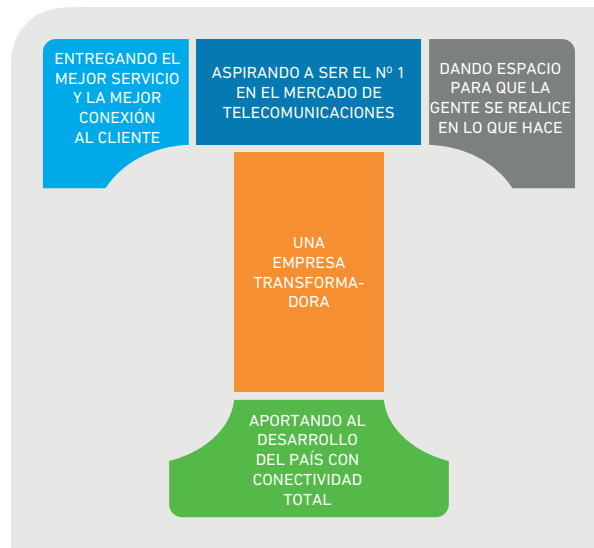 ENTREGANDO EL
MEJOR SERVICIO
Y LA MEJOR
CONEXIÓN
AL CLIENTE
ASPIRANDO A SER EL Nº 1
EN EL MERCADO DE
TELECOMUNICACIONES
DANDO ESPACIO
PARA QUE LA
GENTE SE REALICE
EN LO QUE HACE
UNA
EMPRESA
TRANSFORMA-
DORA
APORTANDO AL
DESARROLLO
DEL PAÍS CON
CONECTIVIDAD
TOTAL